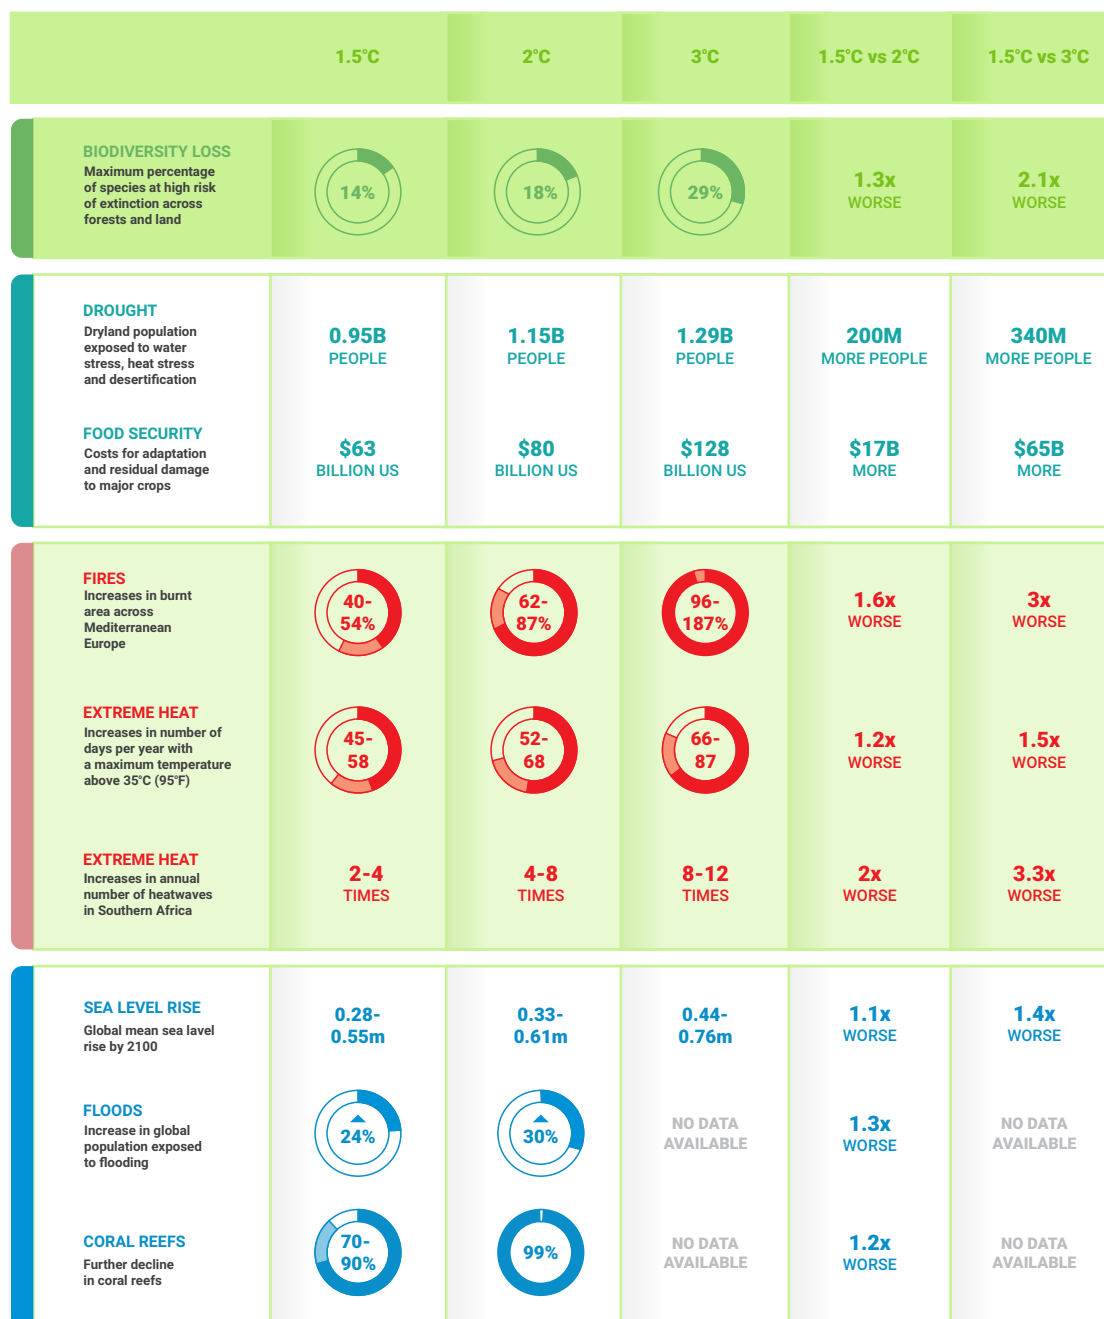 1.5°C
2°C
3°C
1.5°C vs 2°C
1.5°C vs 3°C
BIODIVERSITY LOSS
Maximum percentage
of species at high risk
of extinction across
forests and land
14%
18%
29%
1.3x
WORSE
2.1x
WORSE
DROUGHT
Dryland population
exposed to water
stress, heat stress
and desertification
0.95B
PEOPLE
1.15B
PEOPLE
1.29B
PEOPLE
200M
MORE PEOPLE
340M
MORE PEOPLE
FOOD SECURITY
Costs for adaptation
and residual damage
to major crops
$63
BILLION US
$80
BILLION US
$128
BILLION US
$17B
MORE
$65B
MORE
FIRES
Increases in burnt
area across
Mediterranean
Europe
40-
54%
62-
87%
96-
187%
1.6x
WORSE
3x
WORSE
EXTREME HEAT
Increases in number of
days per year with
a maximum temperature
above 35°C (95°F)
45-
58
52-
68
66-
87
1.2x
WORSE
1.5x
WORSE
EXTREME HEAT
Increases in annual
number of heatwaves
in Southern Africa
2-4
TIMES
4-8
TIMES
8-12
TIMES
2x
WORSE
3.3x
WORSE
SEA LEVEL RISE
Global mean sea lavel
rise by 2100
0.28-
0.55m
0.33-
0.61m
0.44-
0.76m
1.1x
WORSE
1.4x
WORSE
FLOODS
Increase in global
population exposed
to flooding
24%
30%
NO DATA
AVAILABLE
1.3x
WORSE
NO DATA
AVAILABLE
CORAL REEFS
Further decline
in coral reefs
70-
90%
99%
NO DATA
AVAILABLE
1.2x
WORSE
NO DATA
AVAILABLE